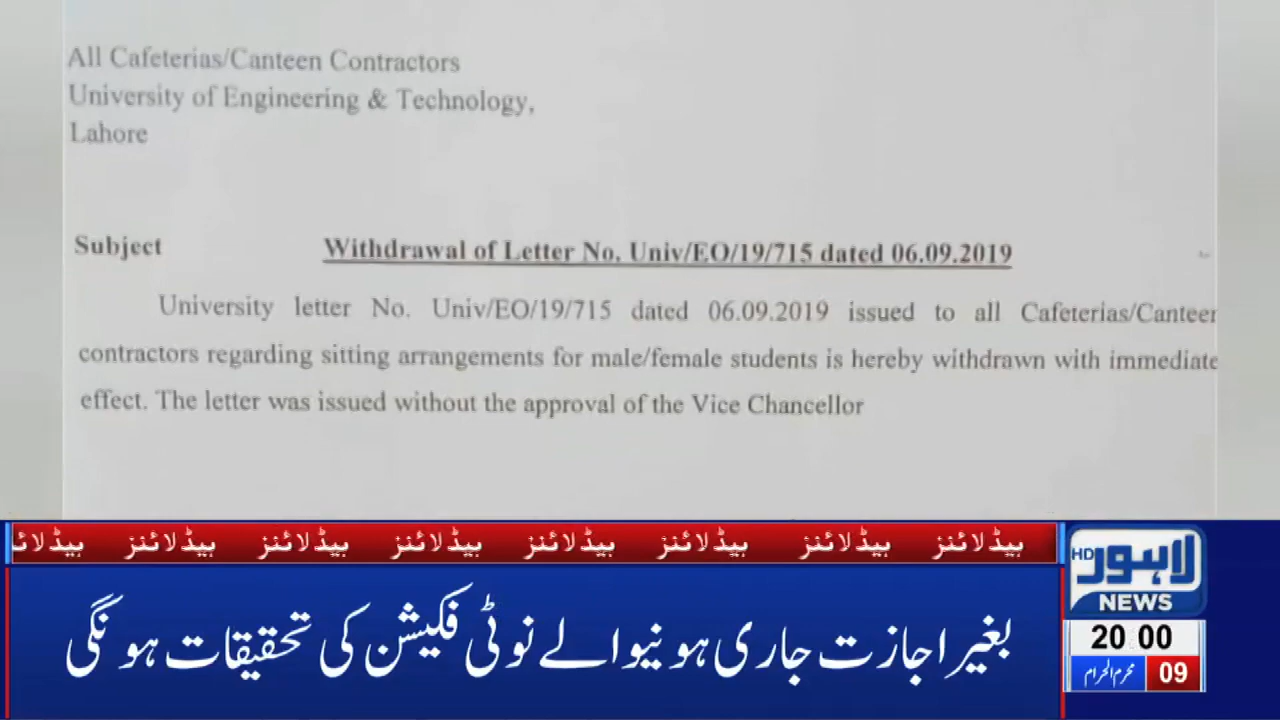 All Cafeterias/Canteen Contractors
University of Engineering & Technology,
Lahore
Subject Withdrawal of Letter No. Univ/EO/19/715 dated 06.09.2019
University letter No. Univ/EO/19/715 dated 06.09.2019 issued to all Cafeterias/Canteen
contractors regarding sitting arrangements for male/female students is hereby withdrawn with immediate
effect. The letter was issued without the approval of the Vice Chancellor
ہیڈلائنز ہیڈلائنز ہیڈلائنز ہیڈلائنز ہیڈلائنز ہیڈلائنز ہیڈلائنز ہیڈلائنز
بغیر اجازت جاری ہونیوالے نوٹی فکیشن کی تحقیقات ہونگی
لاہور HD
NEWS
20:00
محرم الحرام 09